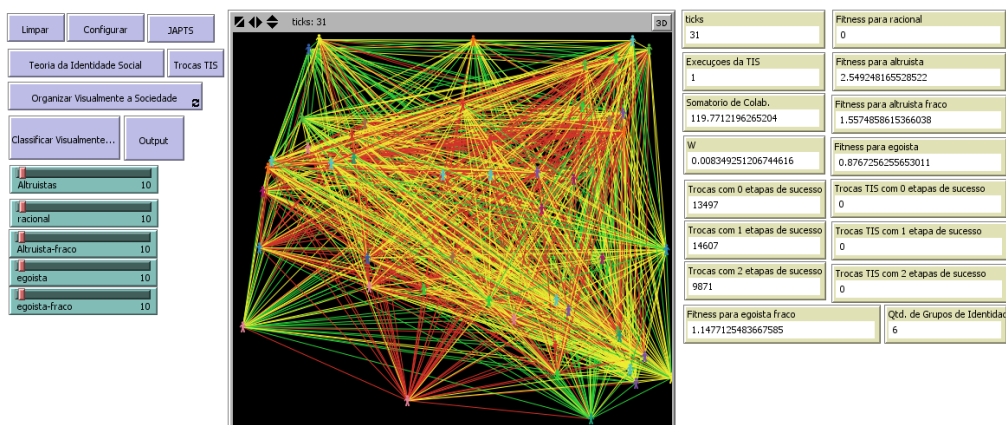 Limpar
Configurar
JAPTS
Teoria da Identidade Social
Trocas TIS
Organizar Visualmente a Sociedade
Classificar Visualmente...
Output
Altruistas 10
racional 10
Altruista-fraco 10
egoista 10
egoista-fraco 10
ticks: 31
3D
ticks
31
Fitness para racional
0
Execuçoes da TIS
1
Fitness para altruista
2.549248165528522
Somatorio de Colab.
119.7712196265204
Fitness para altruista fraco
1.5574858615366038
W
0.008349251206744616
Fitness para egoista
0.8767256255653011
Trocas com 0 etapas de sucesso
13497
Trocas TIS com 0 etapas de sucesso
0
Trocas com 1 etapas de sucesso
14607
Trocas TIS com 1 etapa de sucesso
0
Trocas com 2 etapas de sucesso
9871
Trocas TIS com 2 etapas de sucesso
0
Fitness para egoista fraco
1.1477125483667585
Qtd. de Grupos de Identidad
6